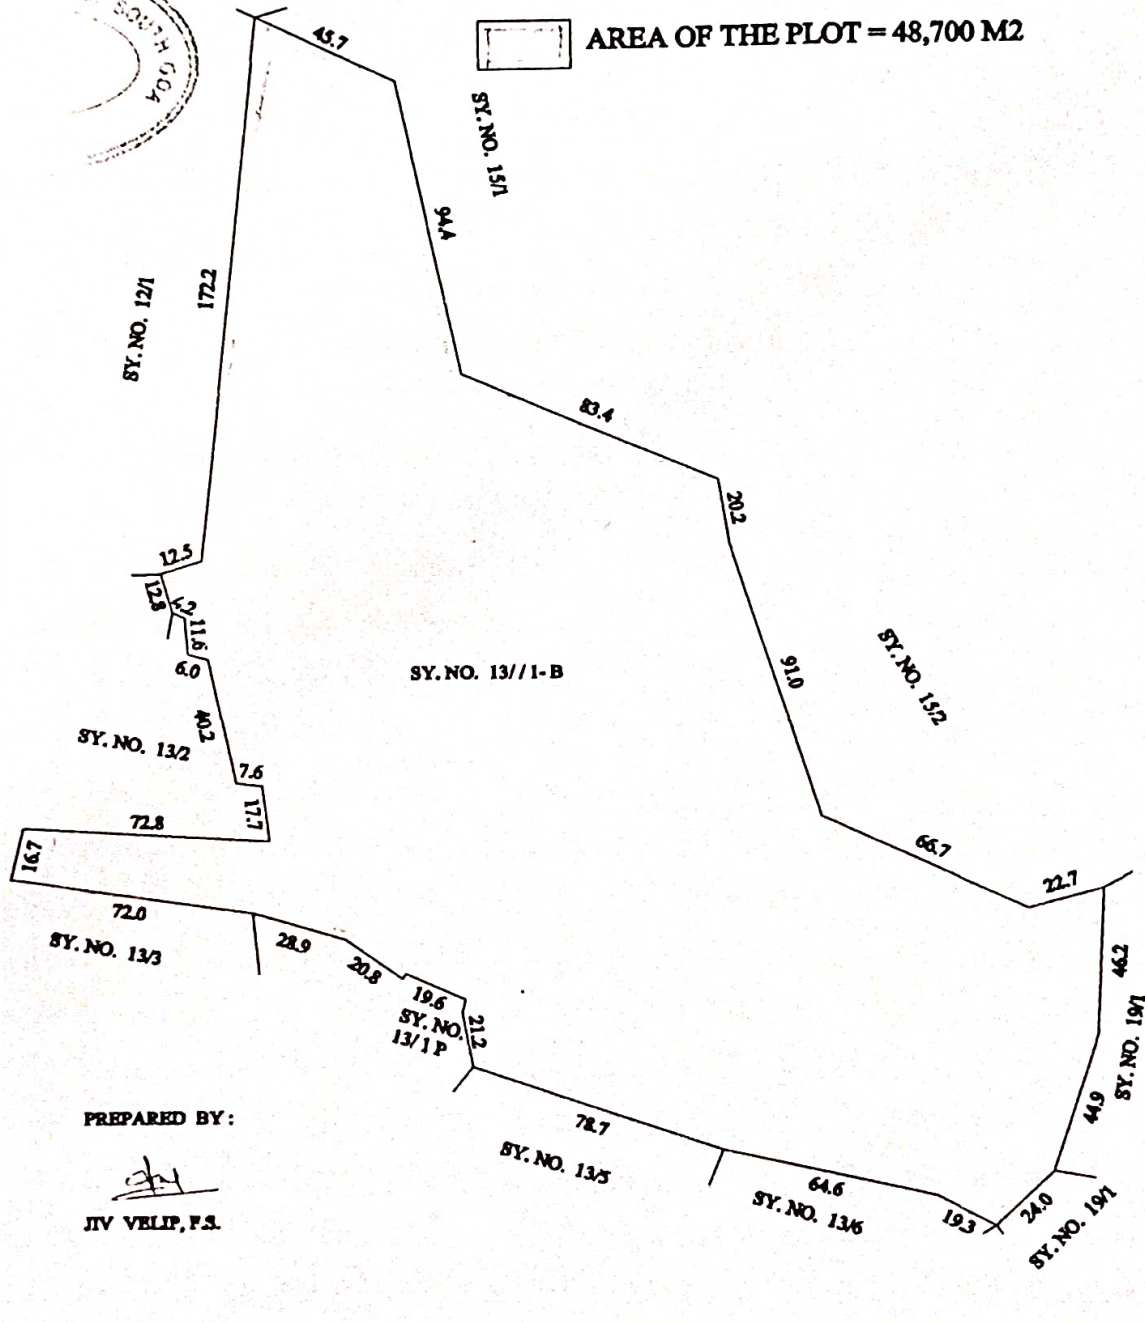 SOUTH GOA
AREA OF THE PLOT = 48,700 M2
45.7
SY. NO. 15/1
94.4
172.2
SY. NO. 12/1
83.4
20.2
12.5
12.8
4.2
11.6
6.0
SY. NO. 13//1-B
91.0
SY. NO. 15/2
40.2
SY. NO. 13/2
7.6
17.7
72.8
16.7
66.7
22.7
72.0
SY. NO. 13/3
28.9
20.8
19.6
SY. NO.
13/1 P
21.2
46.2
SY. NO. 19/1
44.9
78.7
SY. NO. 13/5
64.6
SY. NO. 13/6
19.3
24.0
SY. NO. 19/1
PREPARED BY :
JIV VELIP, F.S.